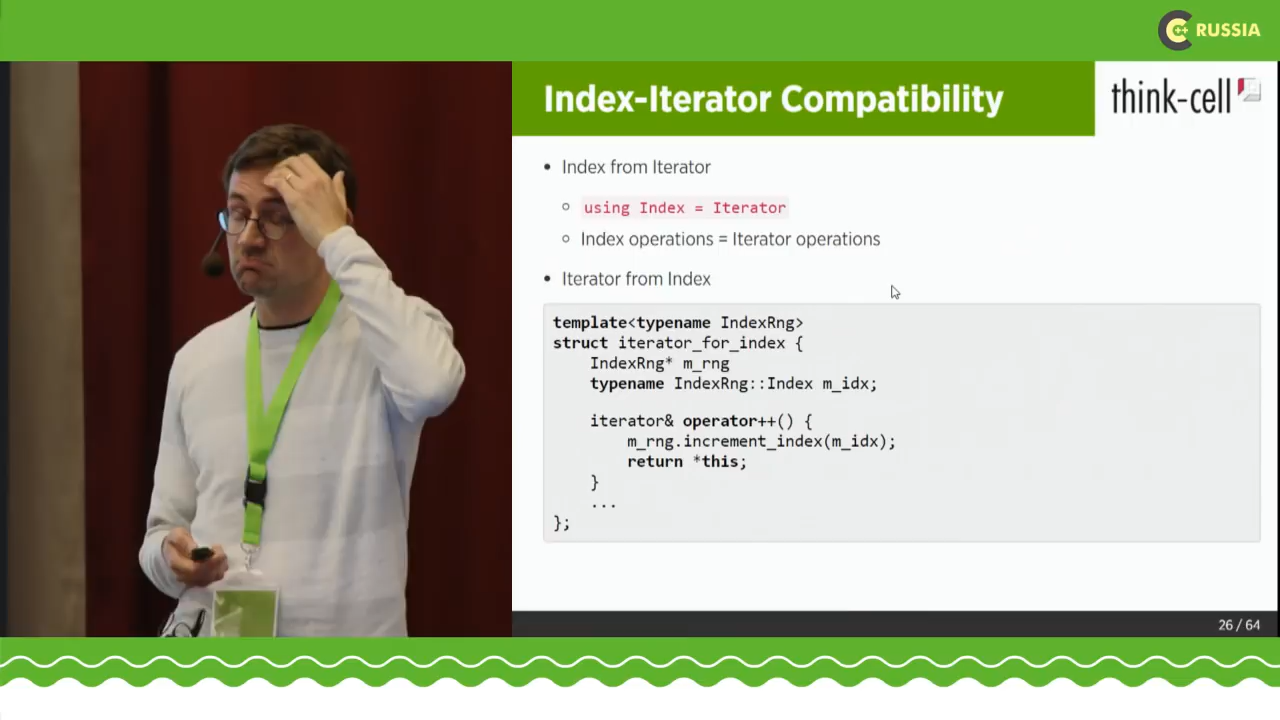 C++ RUSSIA
Index-Iterator Compatibility
think-cell
• Index from Iterator
using Index = Iterator
Index operations = Iterator operations
• Iterator from Index
template<typename IndexRng>
struct iterator_for_index {
IndexRng* m_rng
typename IndexRng::Index m_idx;
iterator& operator++() {
m_rng.increment_index(m_idx);
return *this;
}
...
};
26 / 64